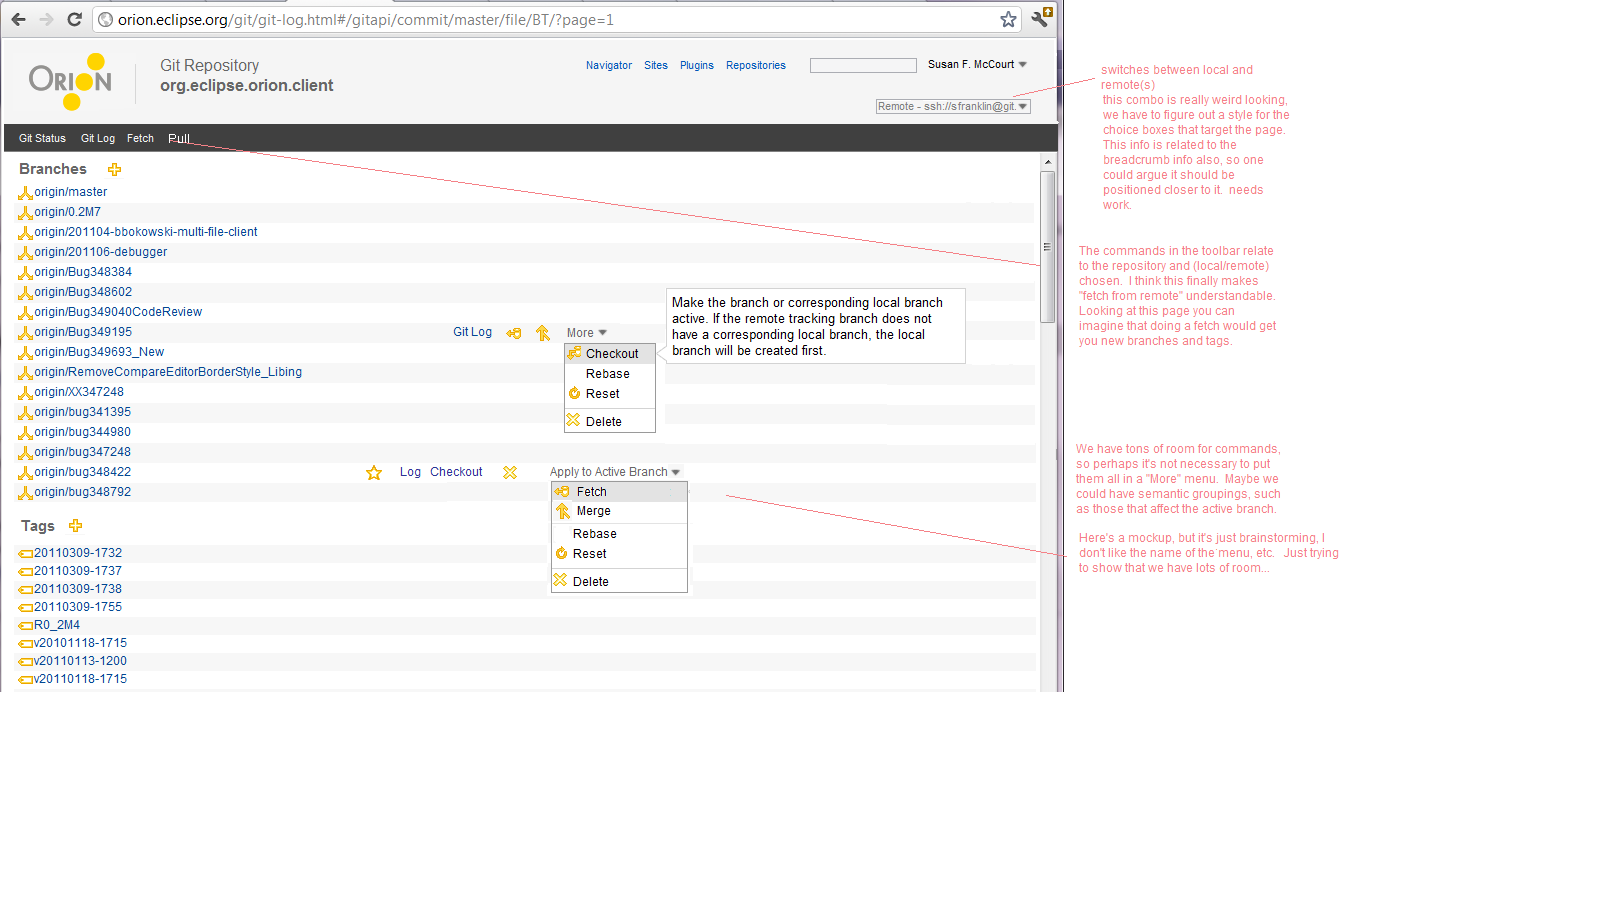 orion.eclipse.org/git/git-log.html#/gitapi/commit/master/file/BT/?page=1
ORION
Git Repository
org.eclipse.orion.client
Navigator Sites Plugins Repositories
Susan F. McCourt
Remote - ssh://sfranklin@git.
Git Status Git Log Fetch Pull
Branches
origin/master
origin/0.2M7
origin/201104-bbokowski-multi-file-client
origin/201106-debugger
origin/Bug348384
origin/Bug348602
origin/Bug349040CodeReview
origin/Bug349195
Git Log More
origin/Bug349693_New
origin/RemoveCompareEditorBorderStyle_Libing
origin/XX347248
origin/bug341395
origin/bug344980
origin/bug347248
origin/bug348422
Log Checkout Apply to Active Branch
origin/bug348792
Checkout
Rebase
Reset
Delete
Make the branch or corresponding local branch
active. If the remote tracking branch does not
have a corresponding local branch, the local
branch will be created first.
Fetch
Merge
Rebase
Reset
Delete
Tags
20110309-1732
20110309-1737
20110309-1738
20110309-1755
R0_2M4
v20101118-1715
v20110113-1200
v20110118-1715
switches between local and
remote(s)
this combo is really weird looking,
we have to figure out a style for the
choice boxes that target the page.
This info is related to the
breadcrumb info also, so one
could argue it should be
positioned closer to it. needs
work.
The commands in the toolbar relate
to the repository and (local/remote)
chosen. I think this finally makes
"fetch from remote" understandable.
Looking at this page you can
imagine that doing a fetch would get
you new branches and tags.
We have tons of room for commands,
so perhaps it's not necessary to put
them all in a "More" menu. Maybe we
could have semantic groupings, such
as those that affect the active branch.
Here's a mockup, but it's just brainstorming, I
don't like the name of the menu, etc. Just trying
to show that we have lots of room...